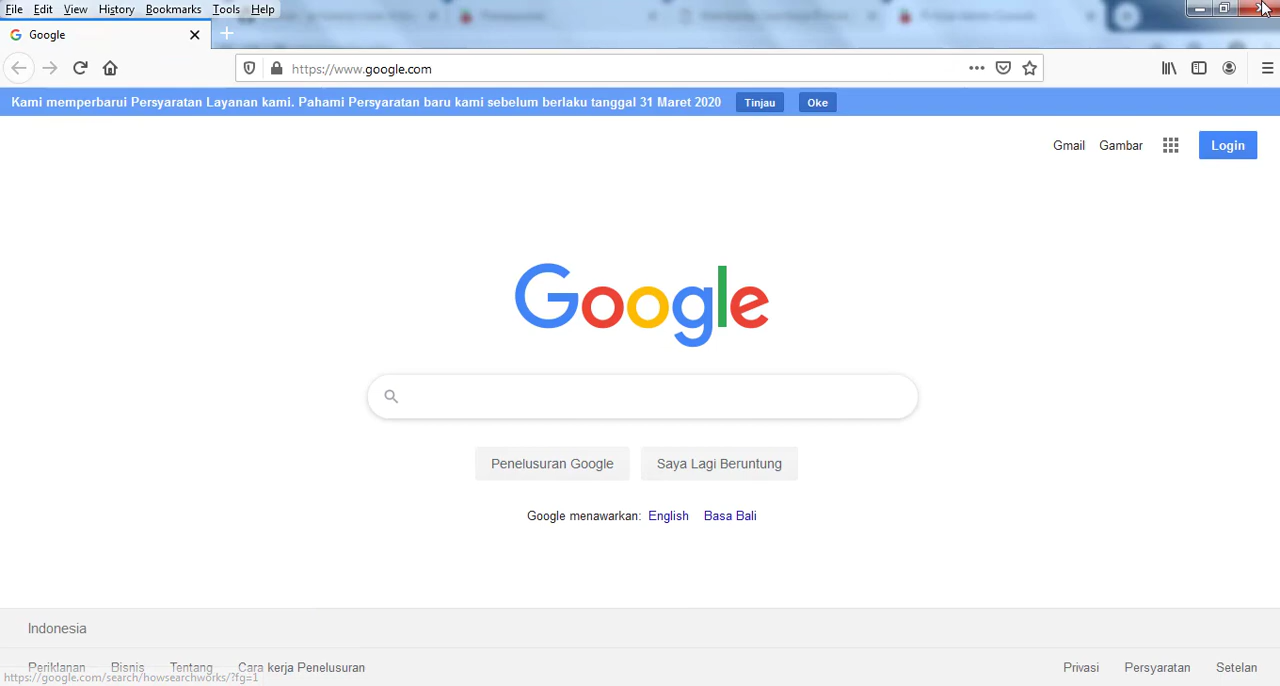 File Edit View History Bookmarks Tools Help
Google
https://www.google.com
Kami memperbarui Persyaratan Layanan kami. Pahami Persyaratan baru kami sebelum berlaku tanggal 31 Maret 2020 Tinjau Oke
Gmail Gambar Login
Google
Penelusuran Google Saya Lagi Beruntung
Google menawarkan: English Basa Bali
Indonesia
Periklanan Bisnis Tentang Cara kerja Penelusuran Privasi Persyaratan Setelan
https://google.com/search/howsearchworks/?fg=1